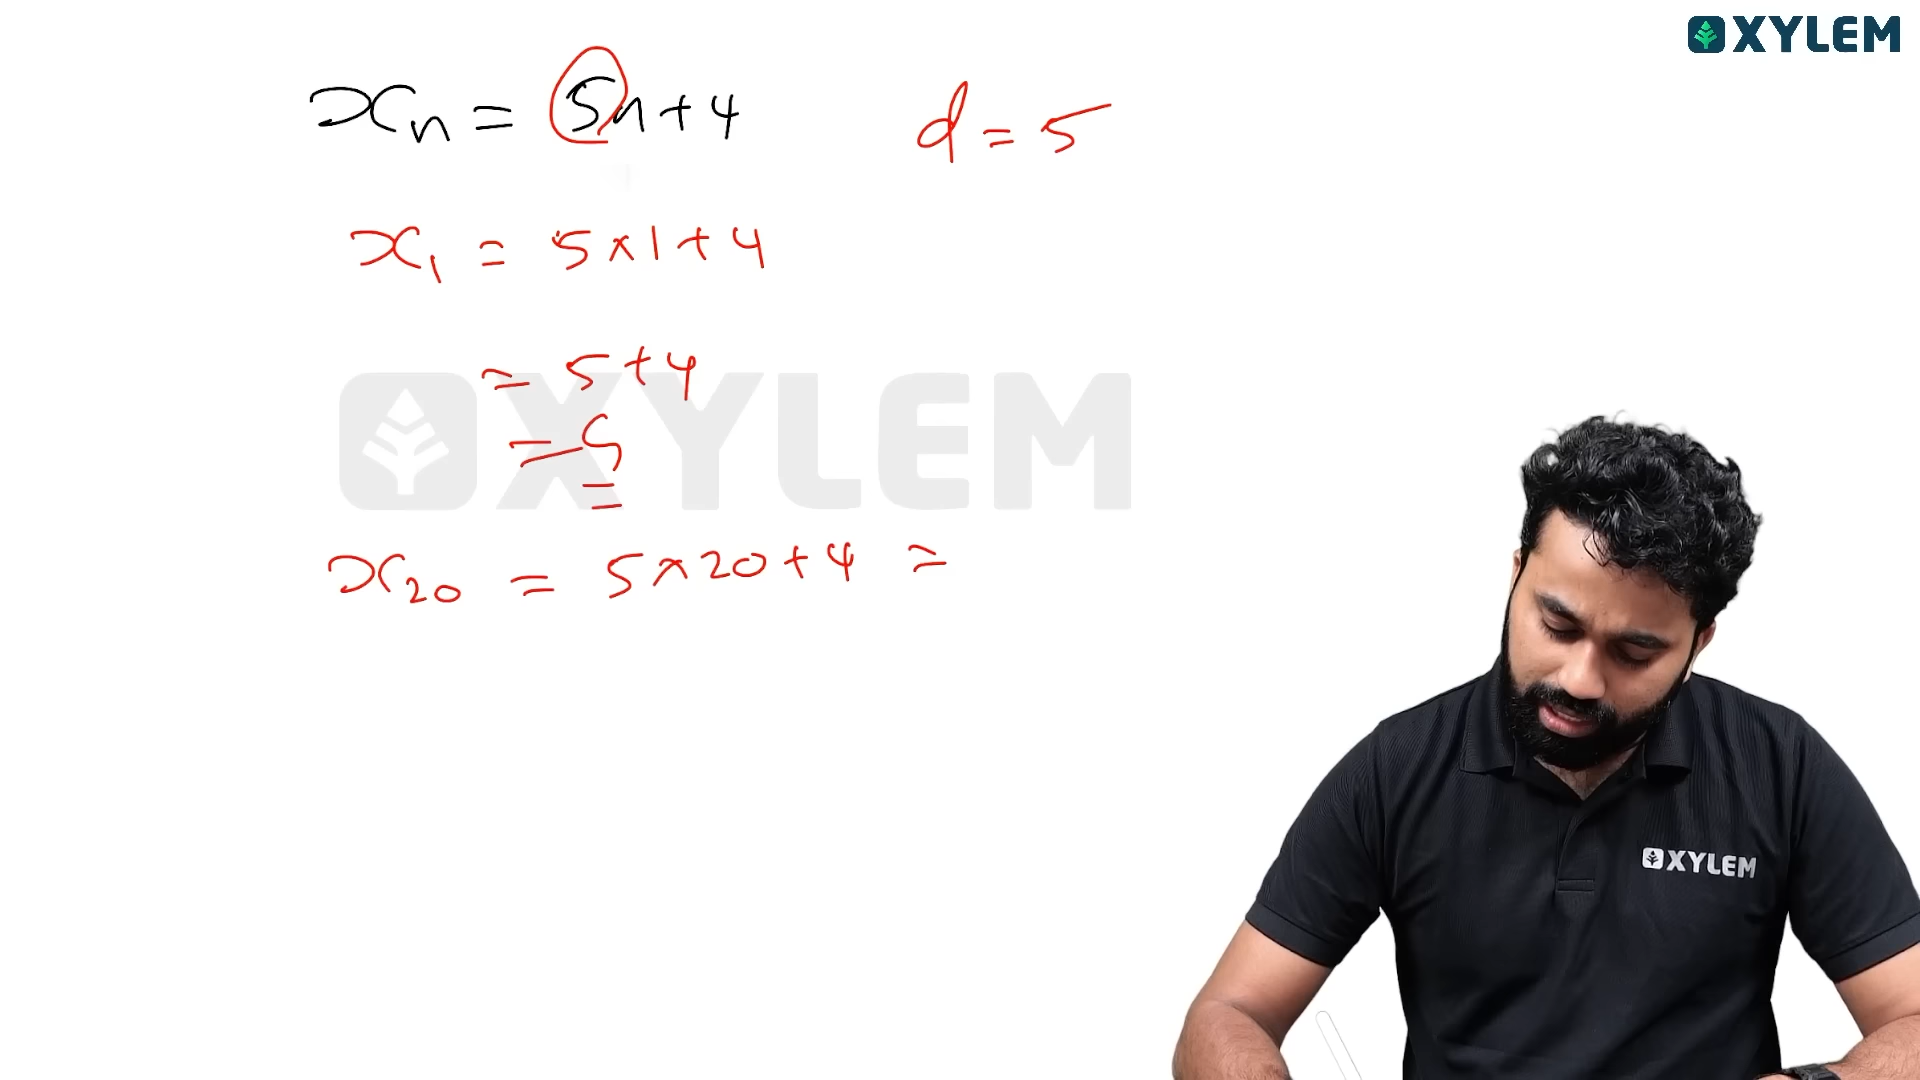 XYLEM
xₙ = 5n+4
d = 5
x₁ = 5×1+4
= 5+4
= 9
XYLEM
x₂₀ = 5×20+4 =
XYLEM